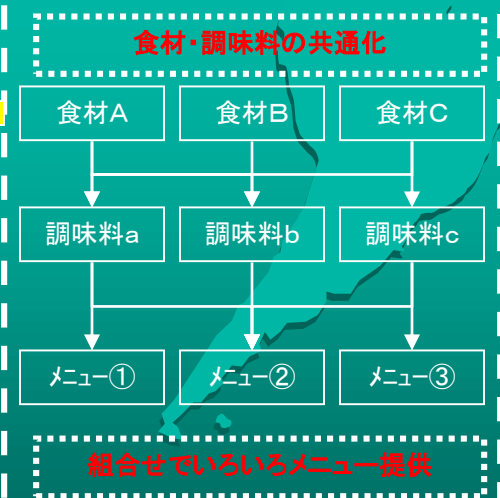 食材・調味料の共通化
食材A 食材B 食材C
調味料a 調味料b 調味料c
メニュー① メニュー② メニュー③
組合せでいろいろメニュー提供